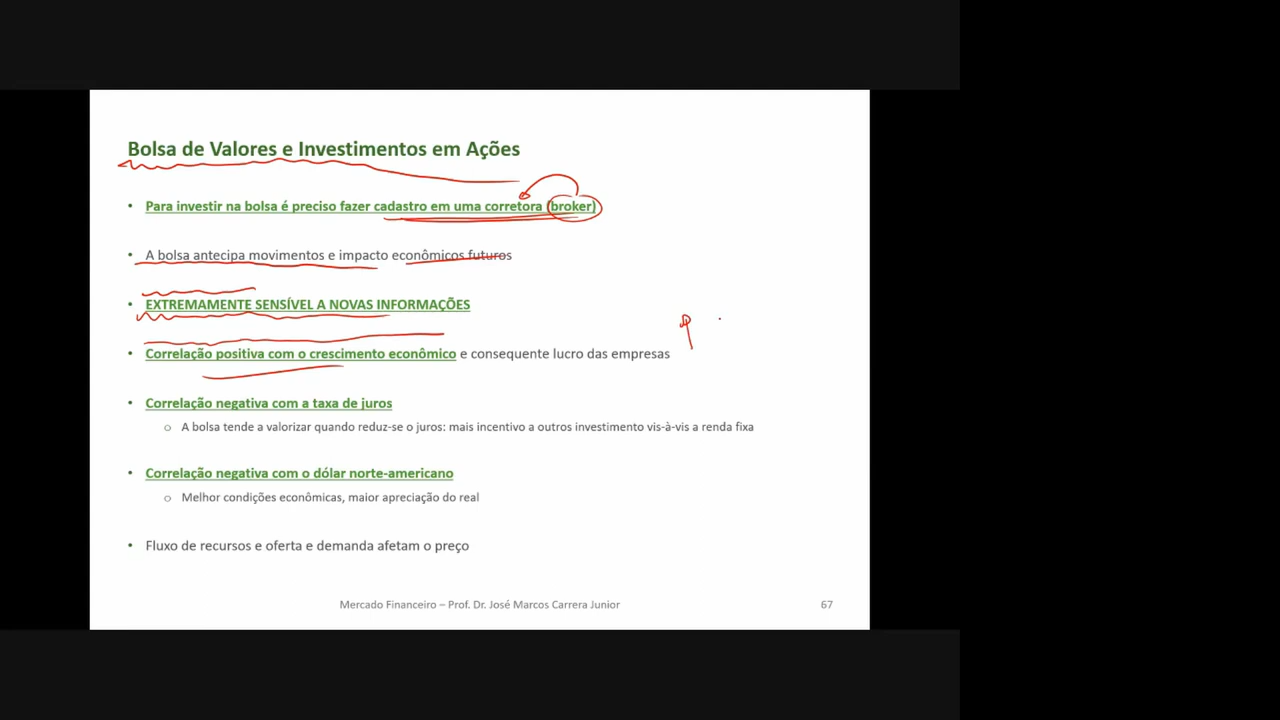 Bolsa de Valores e Investimentos em Ações
• Para investir na bolsa é preciso fazer cadastro em uma corretora (broker)
• A bolsa antecipa movimentos e impacto econômicos futuros
• EXTREMAMENTE SENSÍVEL A NOVAS INFORMAÇÕES
• Correlação positiva com o crescimento econômico e consequente lucro das empresas
• Correlação negativa com a taxa de juros
○ A bolsa tende a valorizar quando reduz-se o juros: mais incentivo a outros investimento vis-à-vis a renda fixa
• Correlação negativa com o dólar norte-americano
○ Melhor condições econômicas, maior apreciação do real
• Fluxo de recursos e oferta e demanda afetam o preço
Mercado Financeiro – Prof. Dr. José Marcos Carrera Junior
67